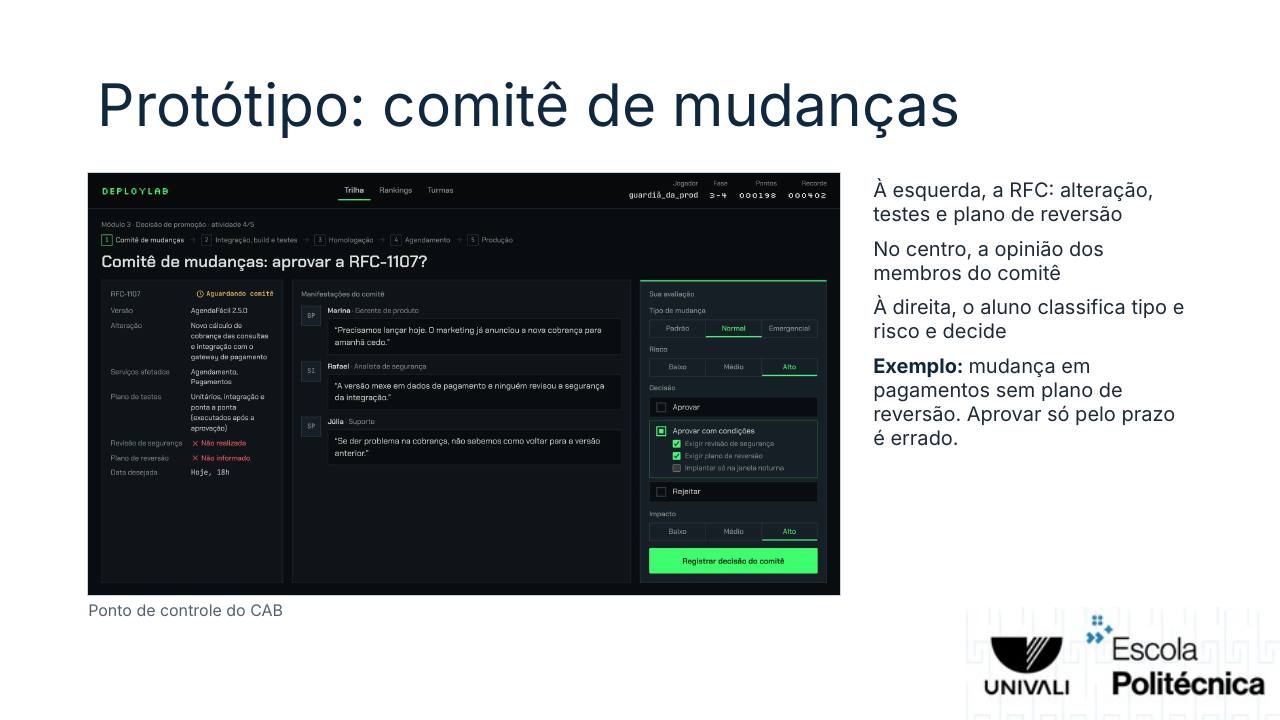 Protótipo: comitê de mudanças
DEPLOYLAB
Trilha
Rankings
Turmas
Jogador
guardiã_da_prod
Fase
3-4
Pontos
000198
Recorde
000402
Módulo 3 · Decisão de promoção · atividade 4/5
1 Comitê de mudanças → 2 Integração, build e testes → 3 Homologação → 4 Agendamento → 5 Produção
Comitê de mudanças: aprovar a RFC-1107?
RFC-1107
Aguardando comitê
Versão
AgendaFácil 2.5.0
Alteração
Novo cálculo de
cobrança das consultas
e integração com o
gateway de pagamento
Serviços afetados
Agendamento,
Pagamentos
Plano de testes
Unitários, integração e
ponta a ponta
(executados após a
aprovação)
Revisão de segurança
× Não realizada
Plano de reversão
× Não informado
Data desejada
Hoje, 18h
Manifestações do comitê
GP
Marina · Gerente de produto
“Precisamos lançar hoje. O marketing já anunciou a nova cobrança para
amanhã cedo.”
SI
Rafael · Analista de segurança
“A versão mexe em dados de pagamento e ninguém revisou a segurança
da integração.”
SP
Júlia · Suporte
“Se der problema na cobrança, não sabemos como voltar para a versão
anterior.”
Sua avaliação
Tipo de mudança
Padrão
Normal
Emergencial
Risco
Baixo
Médio
Alto
Decisão
Aprovar
Aprovar com condições
Exigir revisão de segurança
Exigir plano de reversão
Implantar só na janela noturna
Rejeitar
Impacto
Baixo
Médio
Alto
Registrar decisão do comitê
Ponto de controle do CAB
À esquerda, a RFC: alteração,
testes e plano de reversão
No centro, a opinião dos
membros do comitê
À direita, o aluno classifica tipo e
risco e decide
Exemplo: mudança em
pagamentos sem plano de
reversão. Aprovar só pelo prazo
é errado.
UNIVALI
Escola
Politécnica